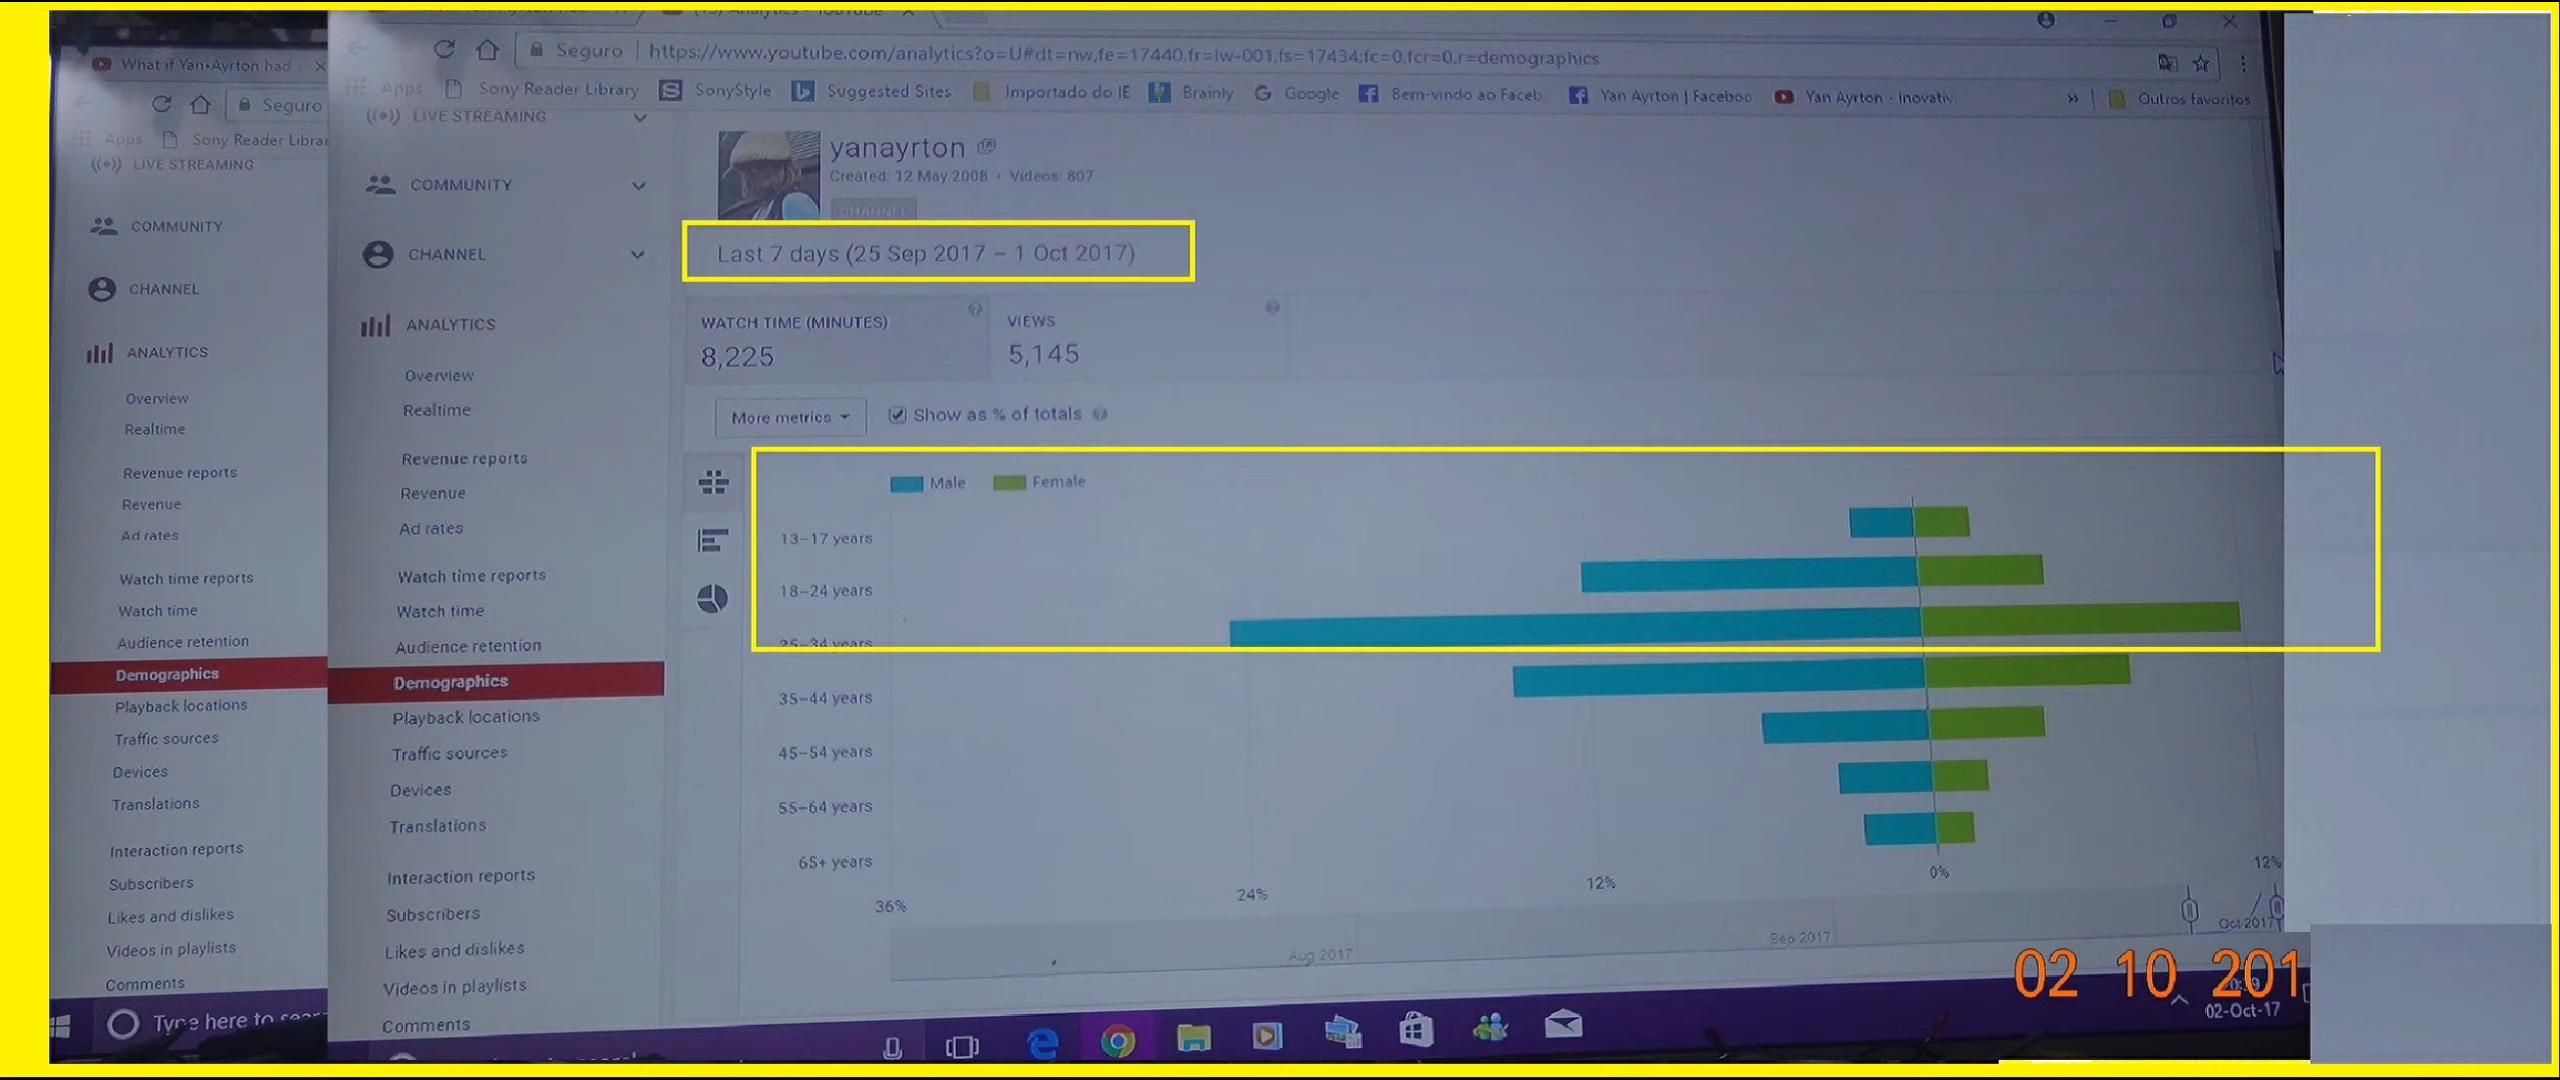 What if Yan•Ayrton had
Seguro
Apps Sony Reader Librar
LIVE STREAMING
COMMUNITY
CHANNEL
ANALYTICS
Overview
Realtime
Revenue reports
Revenue
Ad rates
Watch time reports
Watch time
Audience retention
Demographics
Playback locations
Traffic sources
Devices
Translations
Interaction reports
Subscribers
Likes and dislikes
Videos in playlists
Comments
Type here to
Seguro | https://www.youtube.com/analytics?o=U#dt=nw,fe=17440,fr=lw-001,fs=17434;fc=0,fcr=0,r=demographics
Apps Sony Reader Library SonyStyle Suggested Sites Importado do IE Brainly Google Bem-vindo ao Faceb Yan Ayrton | Faceboo Yan Ayrton - inovativ » Outros favoritos
LIVE STREAMING
COMMUNITY
CHANNEL
ANALYTICS
Overview
Realtime
Revenue reports
Revenue
Ad rates
Watch time reports
Watch time
Audience retention
Demographics
Playback locations
Traffic sources
Devices
Translations
Interaction reports
Subscribers
Likes and dislikes
Videos in playlists
Comments
yanayrton
Created: 12 May 2008 • Videos: 807
CHANNEL
Last 7 days (25 Sep 2017 – 1 Oct 2017)
WATCH TIME (MINUTES) VIEWS
8,225 5,145
More metrics Show as % of totals
Male Female
13–17 years
18–24 years
25–34 years
35–44 years
45–54 years
55–64 years
65+ years
36% 24% 12% 0% 12%
Aug 2017 Sep 2017 Oct 2017
02 10 201
02-Oct-17